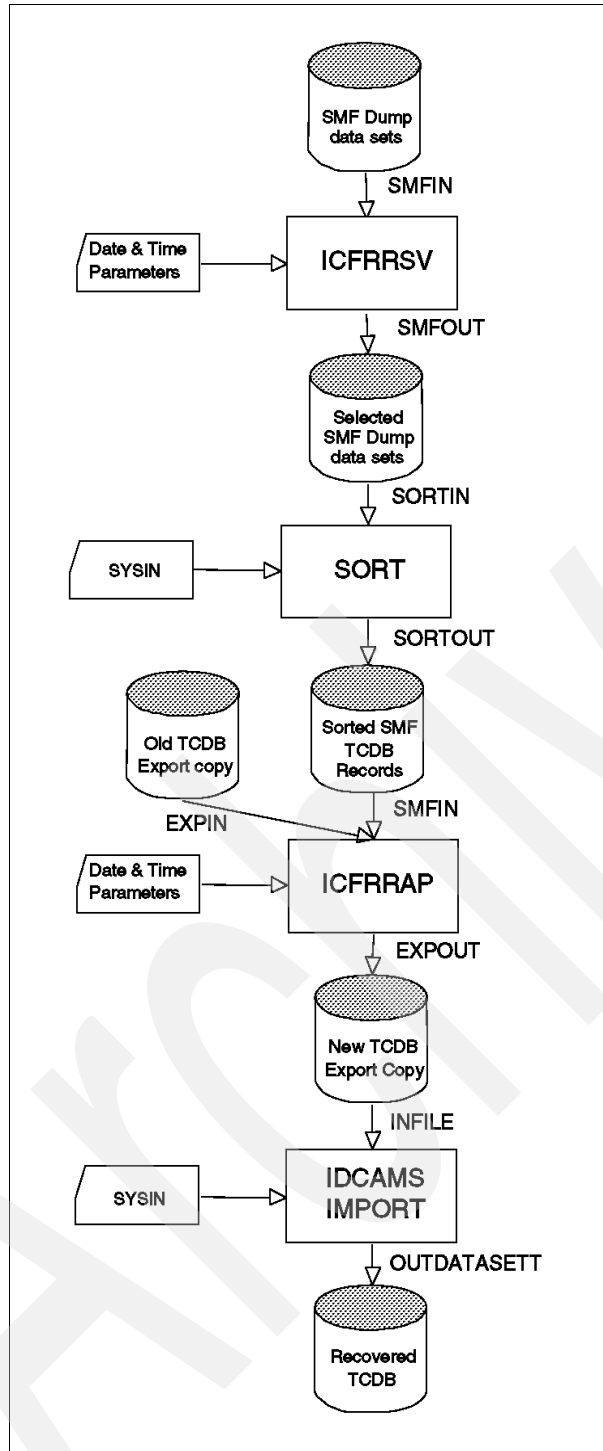 SMF Dump
data sets
SMFIN
Date & Time
Parameters
ICFRRSV
SMFOUT
Selected
SMF Dump
data sets
SORTIN
SYSIN
SORT
SORTOUT
Old TCDB
Export copy
Sorted SMF
TCDB
Records
EXPIN
SMFIN
Date & Time
Parameters
ICFRRAP
EXPOUT
New TCDB
Export Copy
INFILE
SYSIN
IDCAMS
IMPORT
OUTDATASETT
Recovered
TCDB